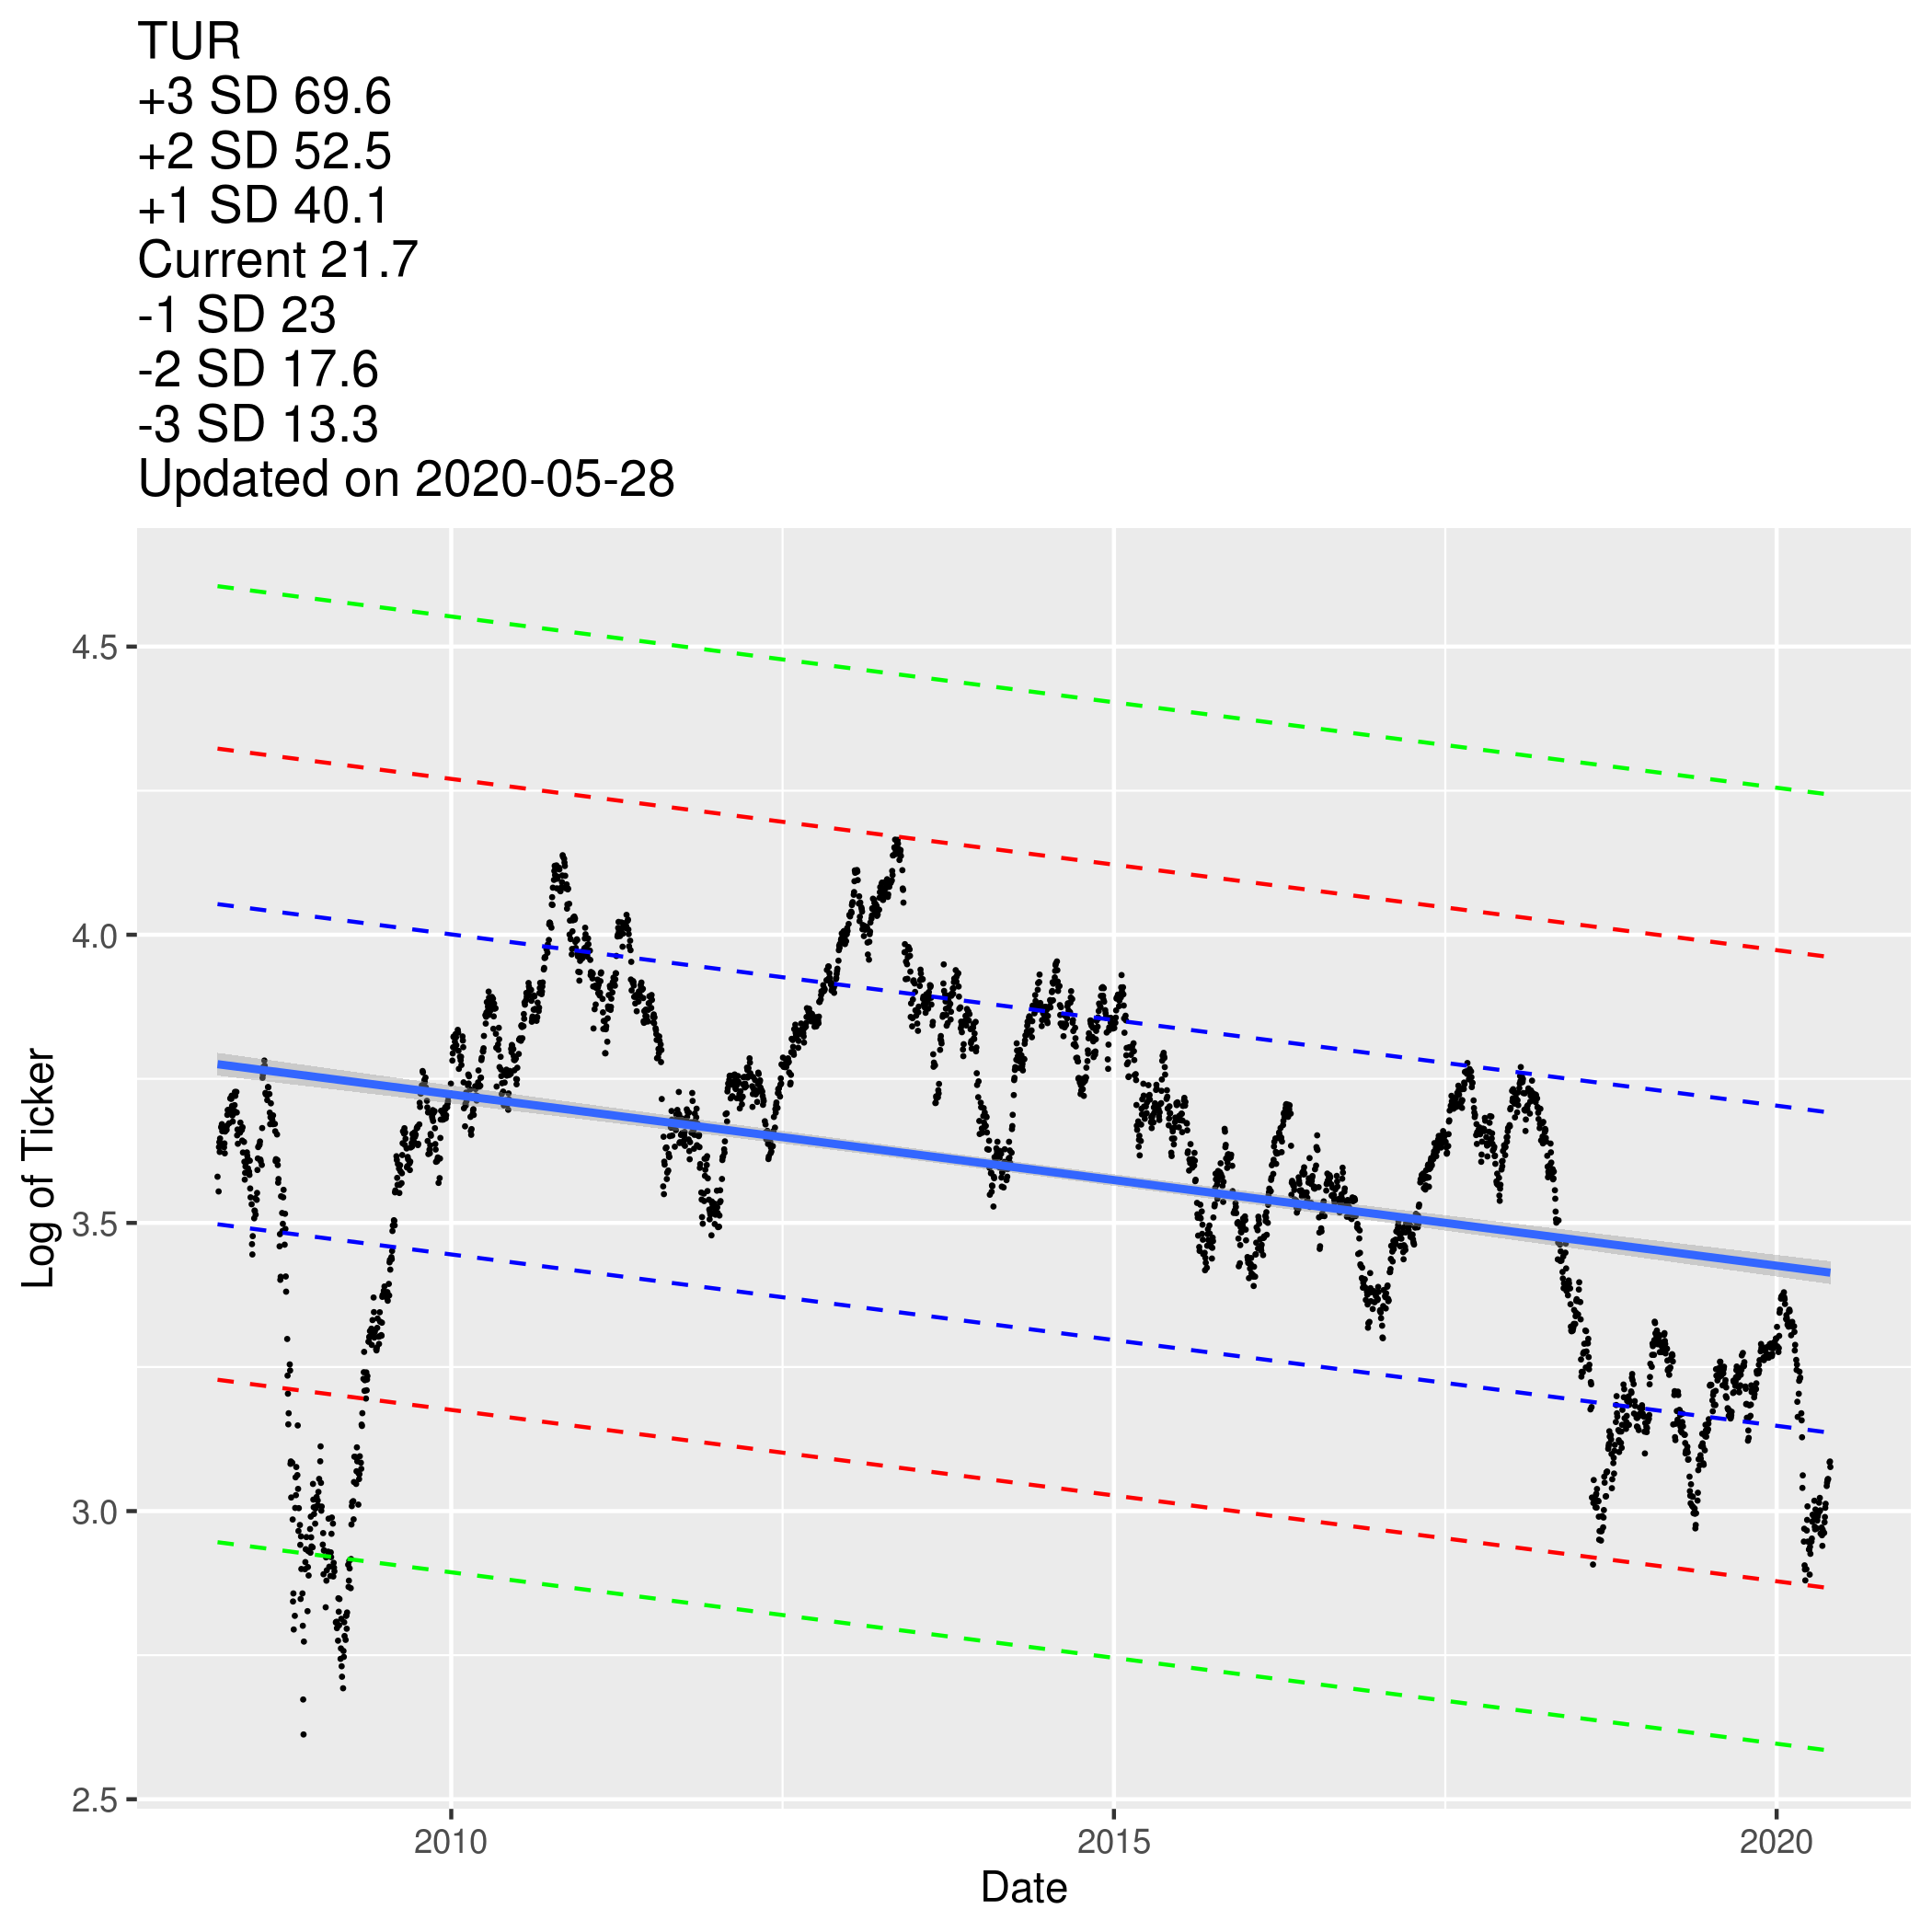 TUR
+3 SD 69.6
+2 SD 52.5
+1 SD 40.1
Current 21.7
-1 SD 23
-2 SD 17.6
-3 SD 13.3
Updated on 2020-05-28
4.5
4.0
3.5
3.0
2.5
Log of Ticker
2010
2015
2020
Date